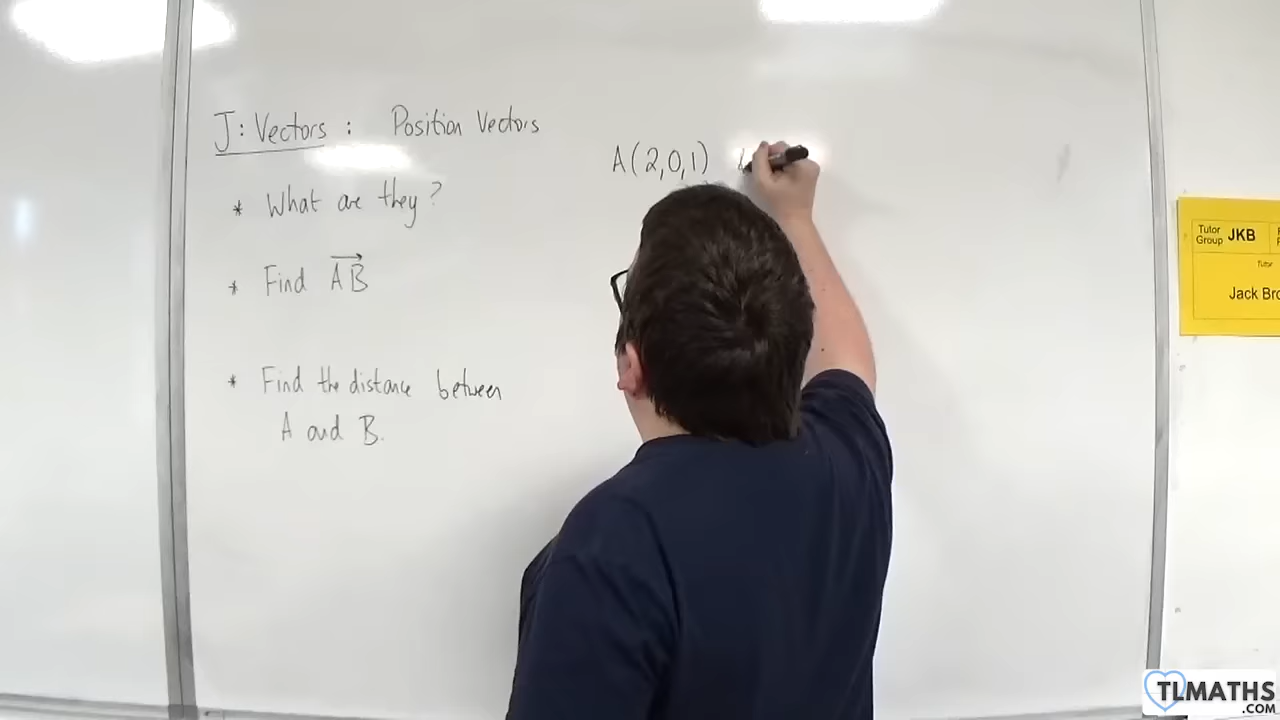 J: Vectors : Position Vectors
A(2,0,1)
* What are they?
* Find AB
* Find the distance between
A and B.
Tutor Group JKB
Tutor
Jack Bro
TLMATHS
.COM